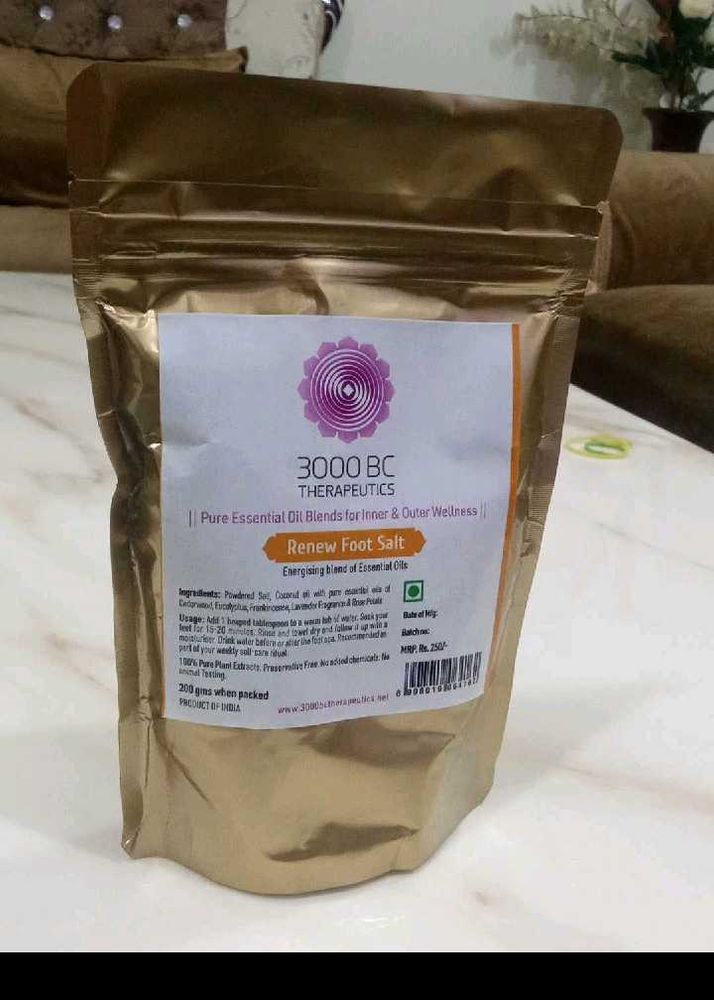 3000 BC
THERAPEUTICS
|| Pure Essential Oil Blends for Inner & Outer Wellness ||
Renew Foot Salt
Energising blend of Essential Oils
Ingredients: Powdered Salt, Coconut oil with pure essential oils of
Cedarwood, Eucalyptus, Frankincense, Lavender Fragrance & Rose Petals
Usage: Add 1 heaped tablespoon to a warm tub of water. Soak your
feet for 15-20 minutes. Rinse and towel dry and follow it up with a
moisturiser. Drink water before or after the foot spa. Recommended as
part of your weekly self-care ritual.
100% Pure Plant Extracts. Preservative Free. No added chemicals. No
animal Testing.
200 gms when packed
PRODUCT OF INDIA
www.3000bctherapeutics.net
Date of Mfg:
Batch no:
MRP. Rs. 250/-